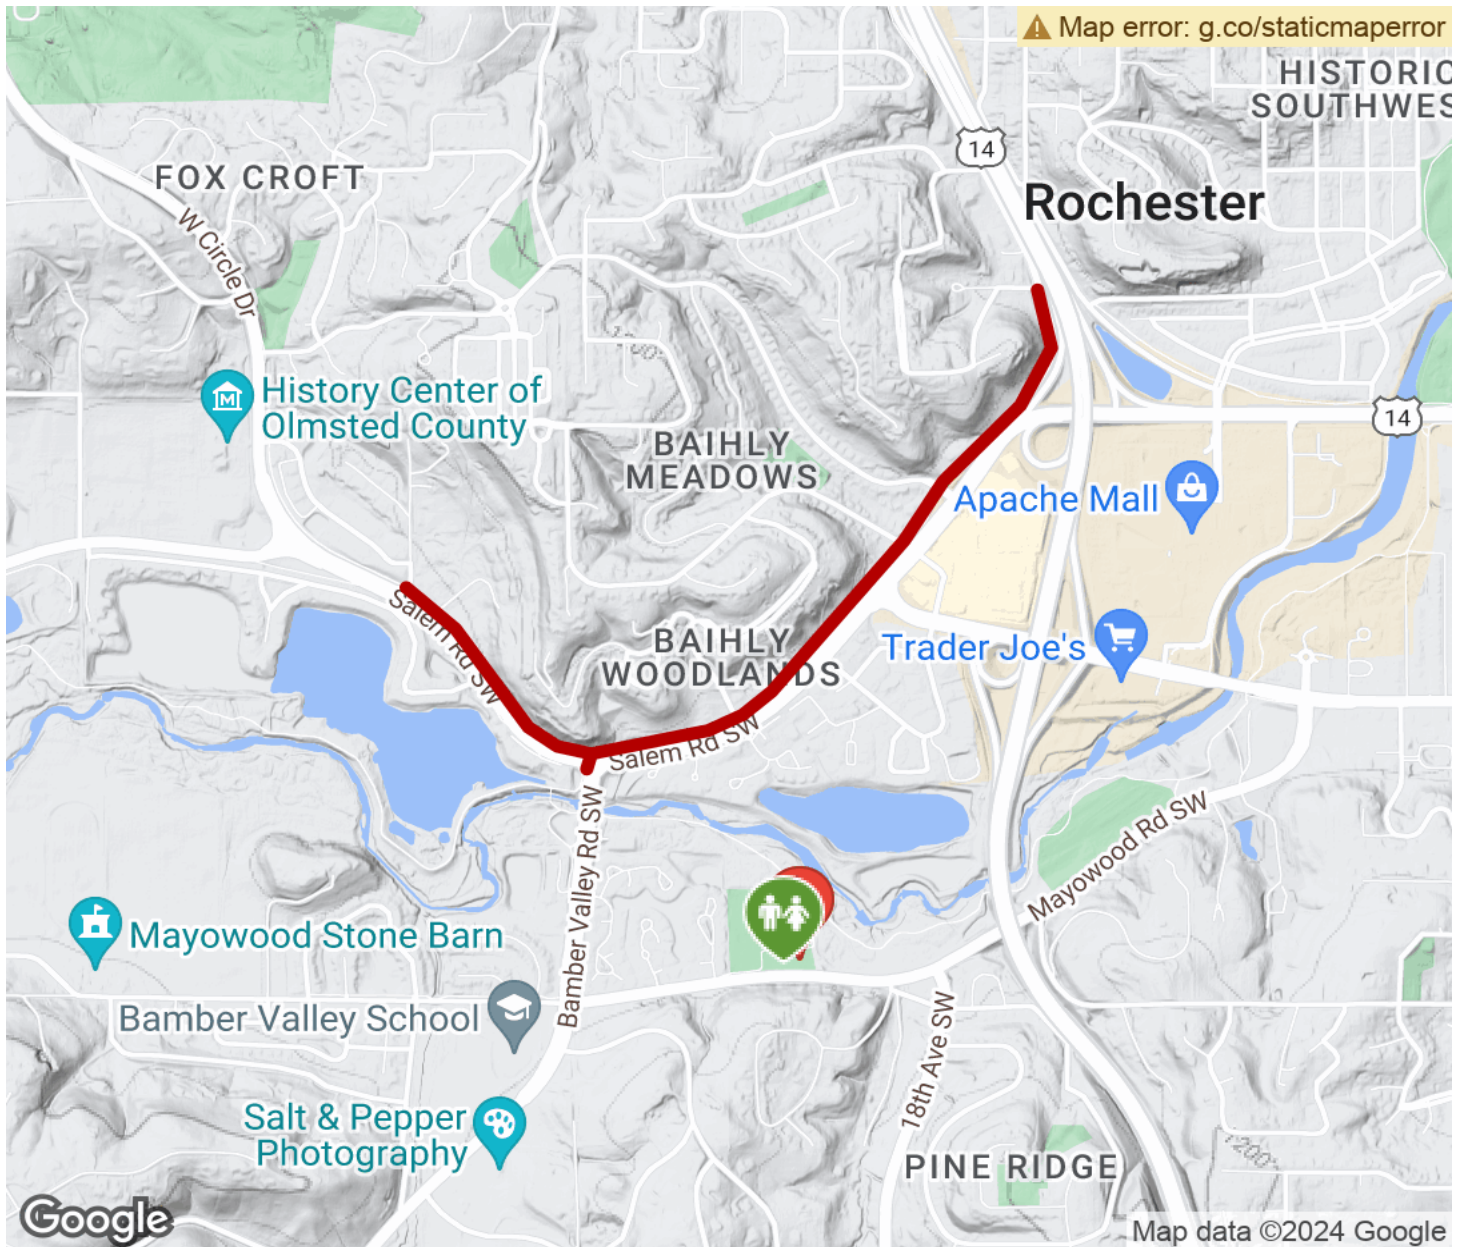 Map error: g.co/staticmaperror
HISTORIC
SOUTHWES
14
FOX CROFT
Rochester
W Circle Dr
1200
History Center of
Olmsted County
14
BAIHLY
MEADOWS
Apache Mall
Salem Rd SW
BAIHLY
WOODLANDS
Trader Joe's
Salem Rd SW
Bamber Valley Rd SW
Mayowood Rd SW
Mayowood Stone Barn
Bamber Valley School
18th Ave SW
Salt & Pepper
Photography
PINE RIDGE
1200
Google
Map data ©2024 Google